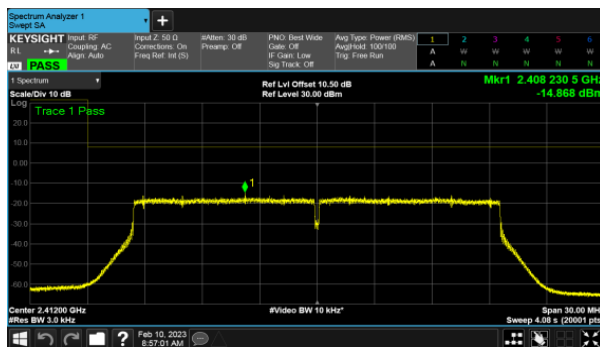 Spectrum Analyzer 1
Swept SA
KEYSIGHT Input: RF Input Z: 50 Ω #Atten: 30 dB PNO: Best Wide Avg Type: Power (RMS) 1 2 3 4 5 6
RL Coupling: AC Corrections: On Preamp: Off Gate: Off Avg|Hold: 100/100 A W W W W W
Align: Auto Freq Ref: Int (S) IF Gain: Low Trig: Free Run
Sig Track: Off A N N N N N
LXI PASS
1 Spectrum Ref Lvl Offset 10.50 dB Mkr1 2.408 230 5 GHz
Scale/Div 10 dB Ref Level 30.00 dBm -14.868 dBm
Log Trace 1 Pass
20.0
10.0
0.00
-10.0
1
-20.0
-30.0
-40.0
-50.0
-60.0
Center 2.41200 GHz #Video BW 10 kHz* Span 30.00 MH
#Res BW 3.0 kHz Sweep 4.08 s (20001 pts
? Feb 10, 2023
8:57:01 AM